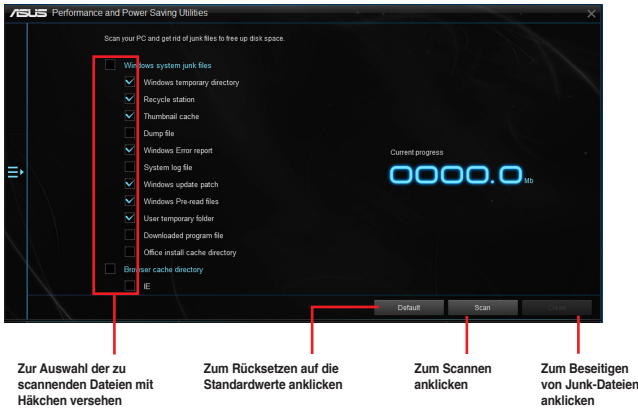 ASUS Performance and Power Saving Utilities
Scan your PC and get rid of junk files to free up disk space.
Windows system junk files
Windows temporary directory
Recycle station
Thumbnail cache
Dump file
Windows Error report
System log file
Windows update patch
Windows Pre-read files
User temporary folder
Downloaded program file
Office install cache directory
Browser cache directory
IE
Current progress
0000.0 Mb
Default
Scan
Clean
Zur Auswahl der zu
scannenden Dateien mit
Häkchen versehen
Zum Rücksetzen auf die
Standardwerte anklicken
Zum Scannen
anklicken
Zum Beseitigen
von Junk-Dateien
anklicken